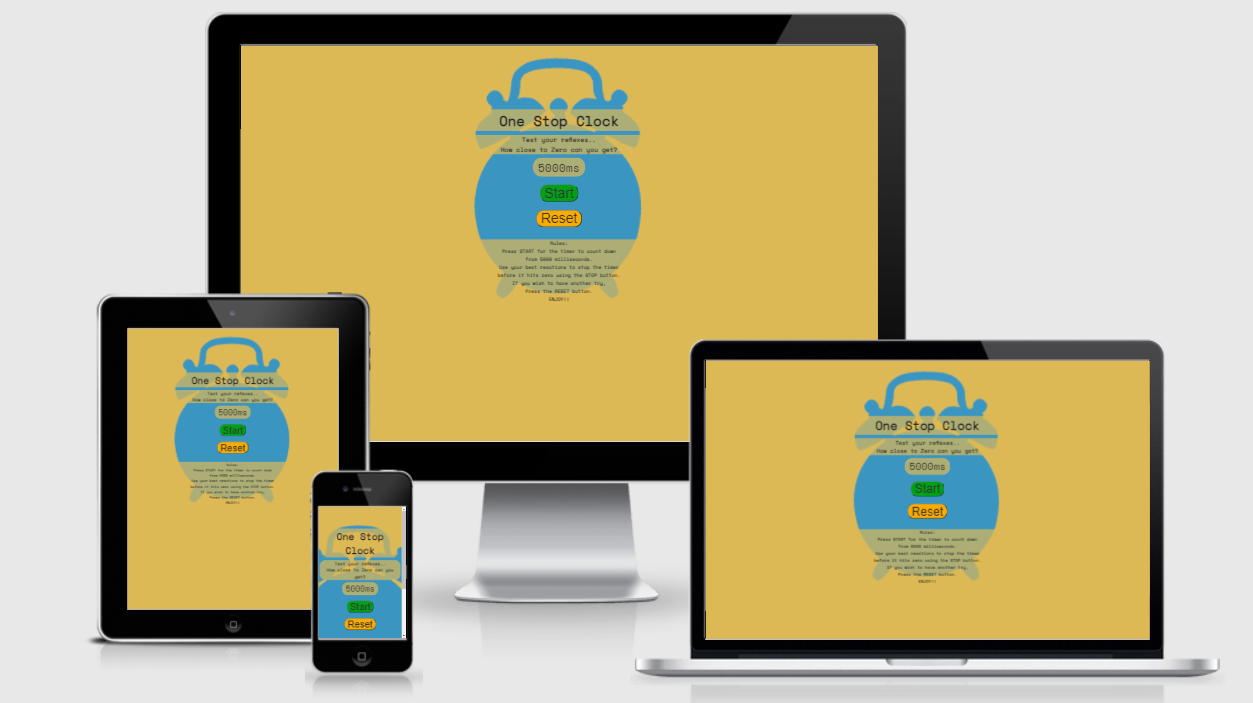 One Stop Clock
Test your reflexes..
How close to Zero can you get?
5000ms
Start
Reset
Rules:
Press START for the timer to count down
from 5000 milliseconds.
Use your best reactions to stop the timer
before it hits zero using the STOP button.
If you wish to have another try,
Press the RESET button.
ENJOY!!
One Stop Clock
Test your reflexes..
How close to Zero can you get?
5000ms
Start
Reset
Rules:
Press START for the timer to count down
from 5000 milliseconds.
Use your best reactions to stop the timer
before it hits zero using the STOP button.
If you wish to have another try,
Press the RESET button.
ENJOY!!
One Stop
Clock
Test your reflexes..
How close to Zero can you
get?
5000ms
Start
Reset
One Stop Clock
Test your reflexes..
How close to Zero can you get?
5000ms
Start
Reset
Rules:
Press START for the timer to count down
from 5000 milliseconds.
Use your best reactions to stop the timer
before it hits zero using the STOP button.
If you wish to have another try,
Press the RESET button.
ENJOY!!